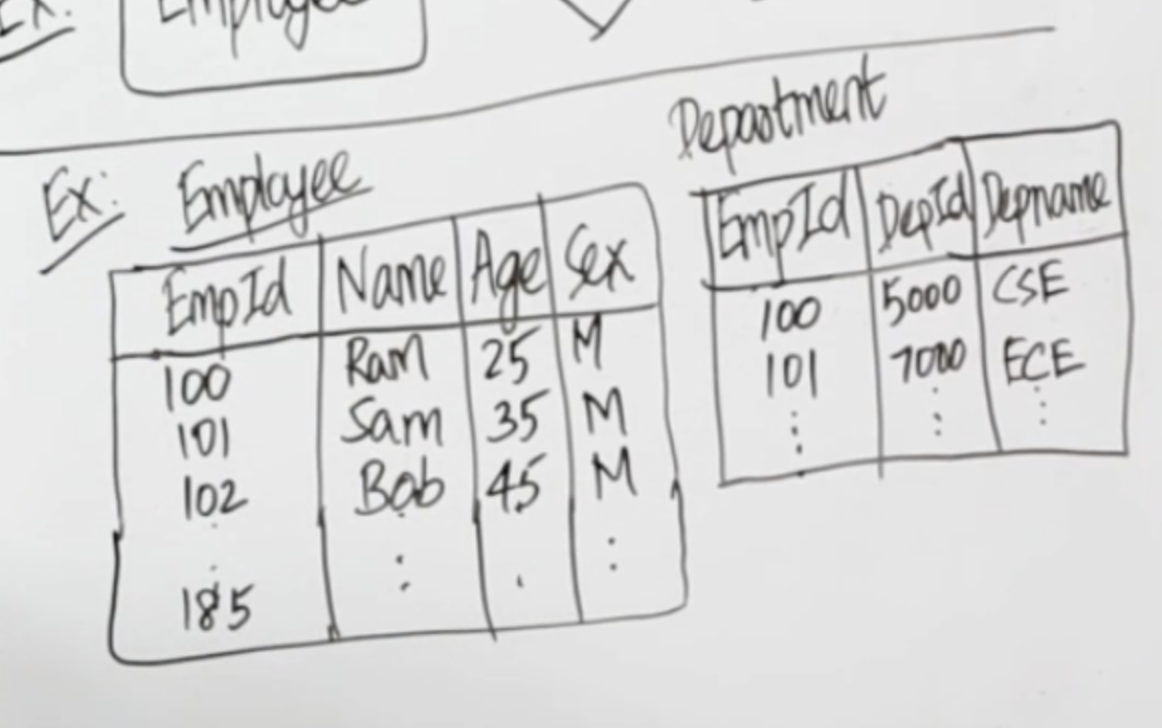 Ex:
Employee
Ex: Employee
EmpId Name Age Sex
100 Ram 25 M
101 Sam 35 M
102 Bob 45 M
185
Department
EmpId DepId Depname
100 5000 CSE
101 7000 ECE